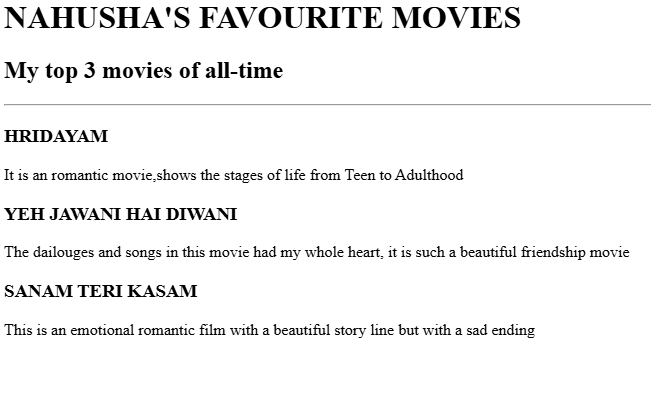 NAHUSHA'S FAVOURITE MOVIES
My top 3 movies of all-time
HRIDAYAM
It is an romantic movie,shows the stages of life from Teen to Adulthood
YEH JAWANI HAI DIWANI
The dailouges and songs in this movie had my whole heart, it is such a beautiful friendship movie
SANAM TERI KASAM
This is an emotional romantic film with a beautiful story line but with a sad ending